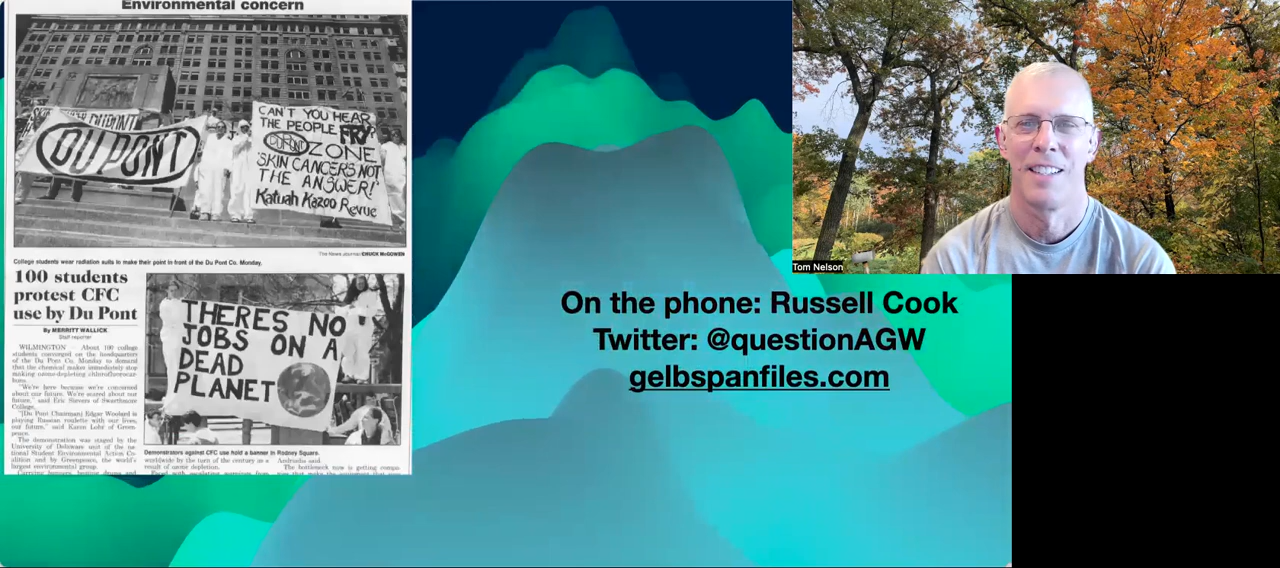 Environmental concern
DU PONT
CAN'T YOU HEAR
THE PEOPLE FRY?
DUPONT OZONE
SKIN CANCERS NOT
THE ANSWER!
Katuah Kazoo Revue
The News Journal/CHUCK McGOWEN
College students wear radiation suits to make their point in front of the Du Pont Co. Monday.
100 students
protest CFC
use by Du Pont
By MERRITT WALLICK
Staff reporter
WILMINGTON — About 100 college
students converged on the headquarters
of the Du Pont Co. Monday to demand
that the chemical maker immediately stop
making ozone-depleting chlorofluorocar-
bons.
"We're here because we're concerned
about our future. We're scared about our
future," said Eric Sievers of Swarthmore
College.
"[Du Pont Chairman] Edgar Woolard is
playing Russian roulette with our lives,
our future," said Karen Lohr of Green-
peace.
The demonstration was staged by the
University of Delaware unit of the na-
tional Student Environmental Action Co-
alition and by Greenpeace, the world's
largest environmental group.
THERES NO
JOBS ON A
DEAD
PLANET
Demonstrators against CFC use hold a banner in Rodney Square.
worldwide by the turn of the century as a
result of ozone depletion.
Andrushs said.
The bottleneck now is getting compa-
On the phone: Russell Cook
Twitter: @questionAGW
gelbspanfiles.com
Tom Nelson